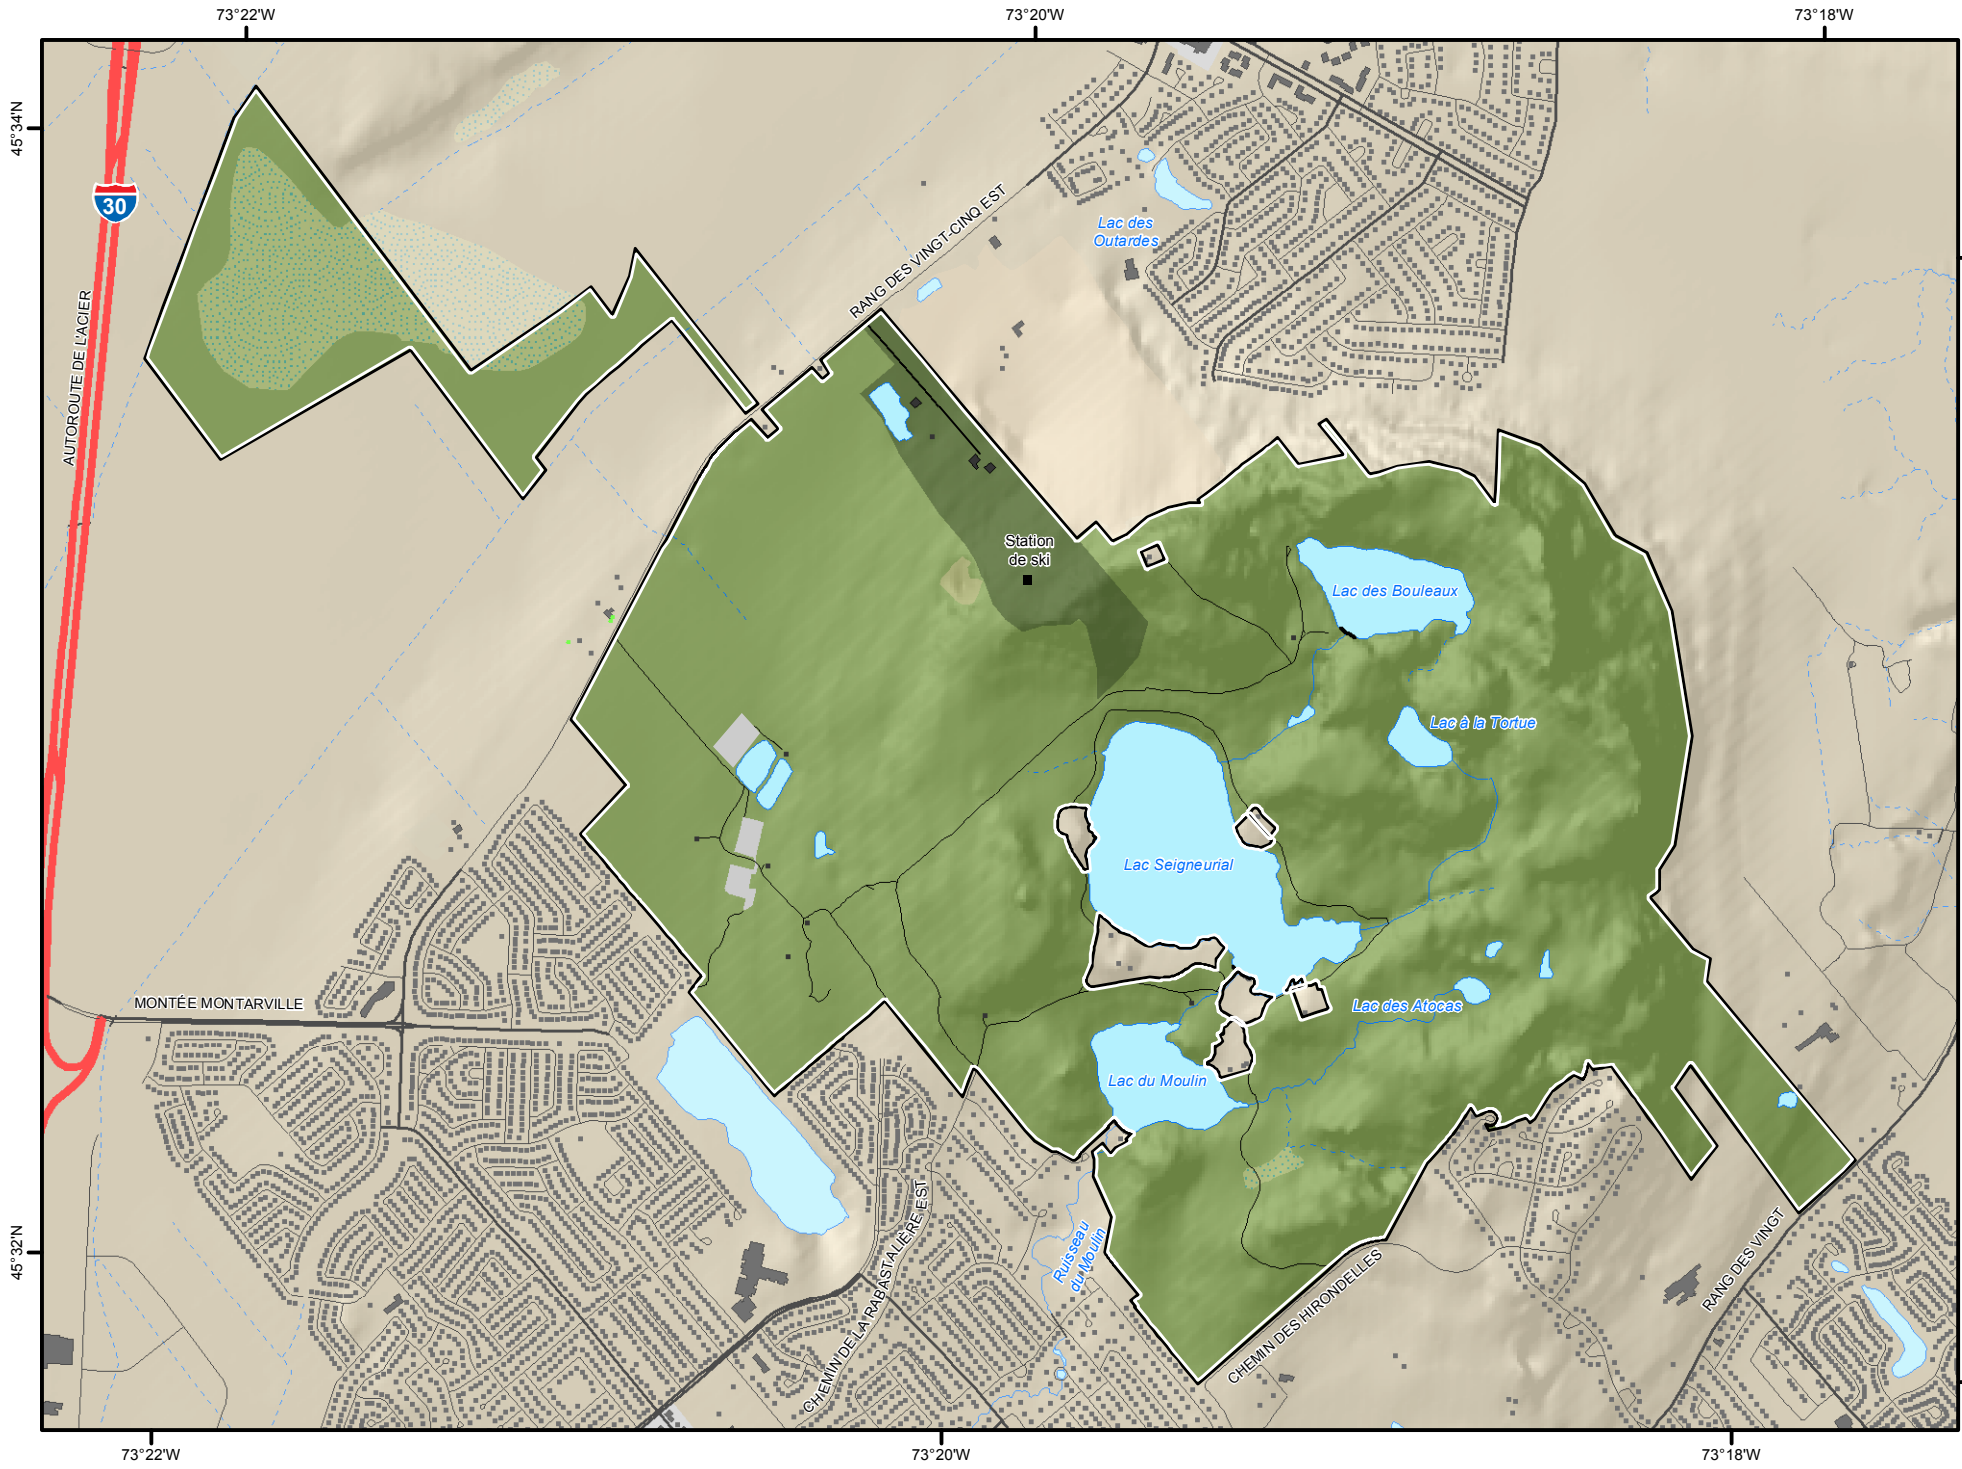 73°22'W
73°20'W
73°18'W
45°34'N
30
AUTOROUTE DE L'ACIER
RANG DES VINGT-CINQ EST
Lac des
Outardes
Station
de ski
Lac des Bouleaux
Lac à la Tortue
Lac Seigneurial
MONTÉE MONTARVILLE
Lac des Atocas
Lac du Moulin
Ruisseau
du Moulin
CHEMIN DE LA RABASTALIÈRE EST
CHEMIN DES HIRONDELLES
RANG DES VINGT
45°32'N
73°22'W
73°20'W
73°18'W